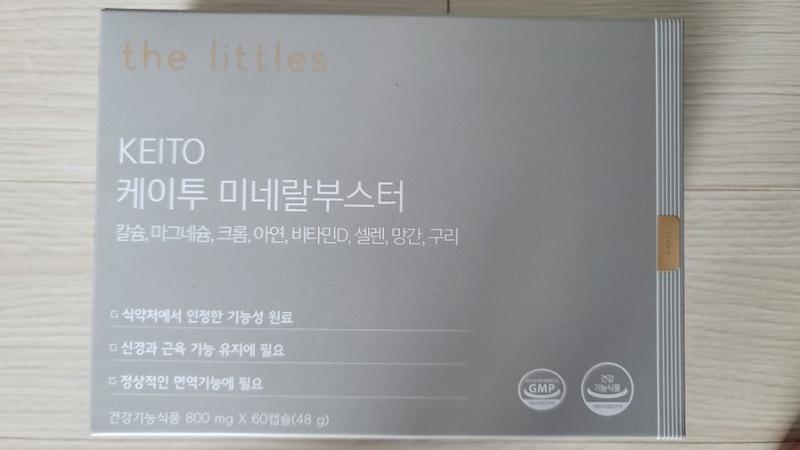 the littles
KEITO
케이투 미네랄부스터
칼슘, 마그네슘, 크롬, 아연, 비타민D, 셀렌, 망간, 구리
식약처에서 인정한 기능성 원료
신경과 근육 기능 유지에 필요
정상적인 면역기능에 필요
GMP
건강
기능식품
건강기능식품 800 mg X 60캡슐(48 g)